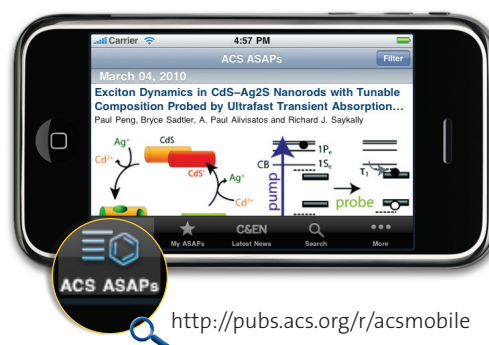 Carrier 4:57 PM
ACS ASAPs Filter
March 04, 2010
Exciton Dynamics in CdS–Ag2S Nanorods with Tunable
Composition Probed by Ultrafast Transient Absorption...
Paul Peng, Bryce Sadtler, A. Paul Alivisatos and Richard J. Saykally
Ag⁺ CdS
Cd²⁺
CdS'
Ag⁺
Cd²⁺
pump
CB
1Pₑ
1Sₑ
probe
τ₁
My ASAPs
C&EN
Latest News
Search
More
ACS ASAPs
http://pubs.acs.org/r/acsmobile